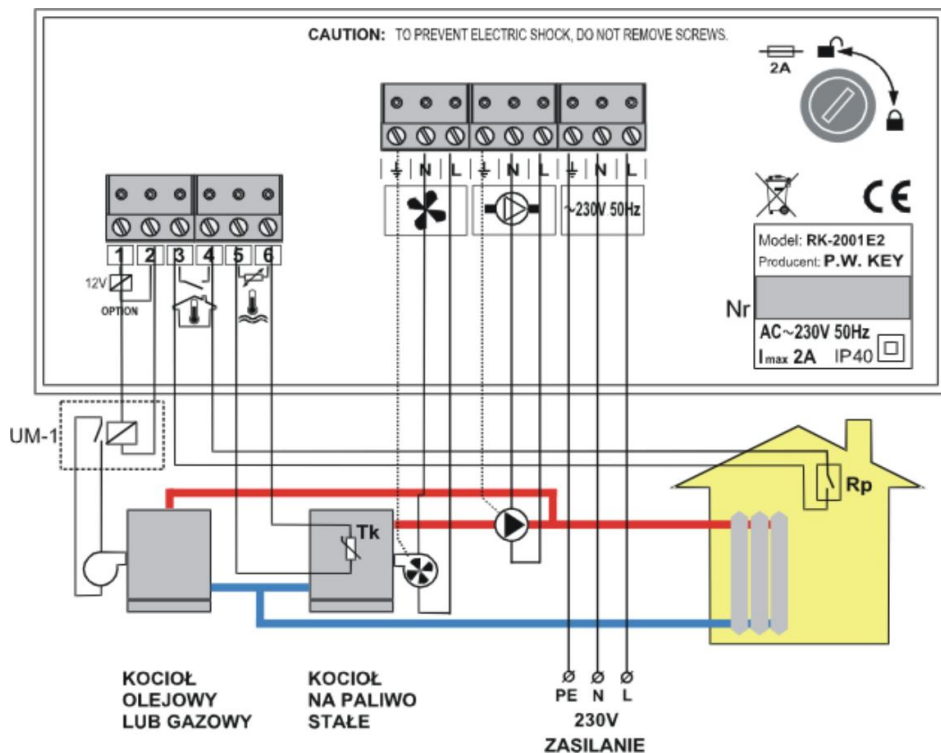 CAUTION: TO PREVENT ELECTRIC SHOCK, DO NOT REMOVE SCREWS.
2A
N L N L N L
~230V 50Hz
1 2 3 4 5 6
12V
OPTION
CE
Model: RK-2001E2
Producent: P.W. KEY
Nr
AC~230V 50Hz
Imax 2A IP40
UM-1
Rp
Tk
KOCIOŁ
OLEJOWY
LUB GAZOWY
KOCIOŁ
NA PALIWO
STAŁE
PE N L
230V
ZASILANIE